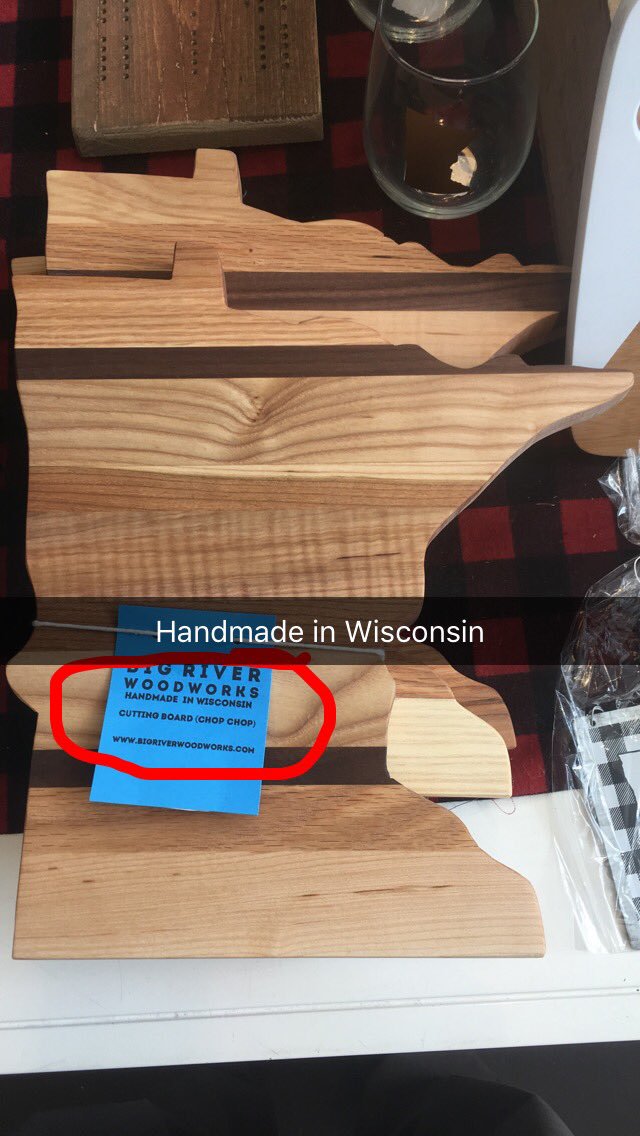 Handmade in Wisconsin
BIG RIVER
WOODWORKS
HANDMADE IN WISCONSIN
CUTTING BOARD (CHOP CHOP)
WWW.BIGRIVERWOODWORKS.COM